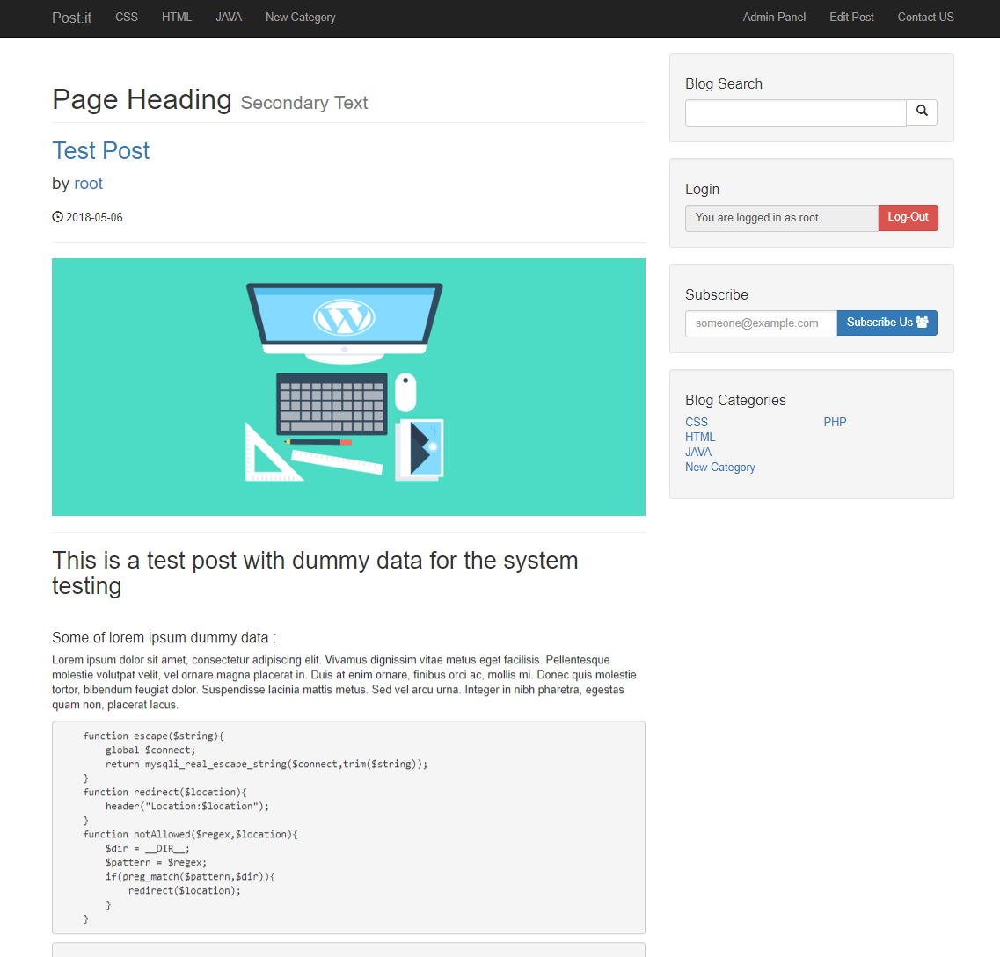 Post.it CSS HTML JAVA New Category Admin Panel Edit Post Contact US
Page Heading Secondary Text
Test Post
by root
2018-05-06
This is a test post with dummy data for the system
testing
Some of lorem ipsum dummy data :
Lorem ipsum dolor sit amet, consectetur adipiscing elit. Vivamus dignissim vitae metus eget facilisis. Pellentesque
molestie volutpat velit, vel ornare magna placerat in. Duis at enim ornare, finibus orci ac, mollis mi. Donec quis molestie
tortor, bibendum feugiat dolor. Suspendisse lacinia mattis metus. Sed vel arcu urna. Integer in nibh pharetra, egestas
quam non, placerat lacus.
function escape($string){
global $connect;
return mysqli_real_escape_string($connect,trim($string));
}
function redirect($location){
header("Location:$location");
}
function notAllowed($regex,$location){
$dir = __DIR__;
$pattern = $regex;
if(preg_match($pattern,$dir)){
redirect($location);
}
}
Blog Search
Login
You are logged in as root Log-Out
Subscribe
someone@example.com Subscribe Us
Blog Categories
CSS PHP
HTML
JAVA
New Category